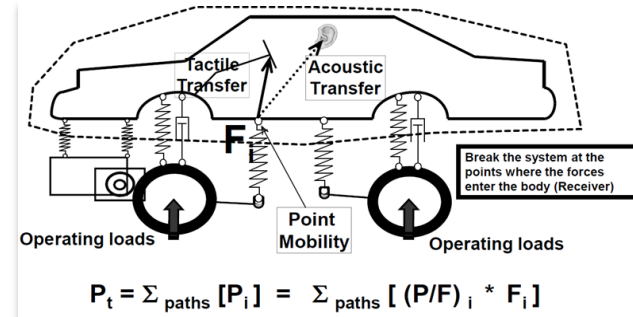 Tactile
Transfer
Acoustic
Transfer
Fi
Break the system at the
points where the forces
enter the body (Receiver)
Point
Mobility
Operating loads
Operating loads
Pt = Σ paths [Pi] = Σ paths [ (P/F) i * Fi ]